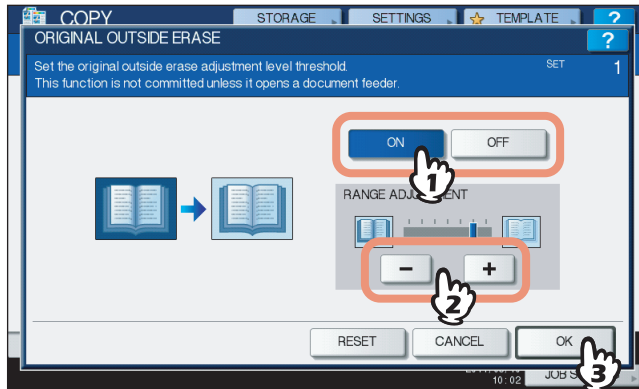 COPY STORAGE SETTINGS TEMPLATE ?
ORIGINAL OUTSIDE ERASE ?
Set the original outside erase adjustment level threshold. SET 1
This function is not committed unless it opens a document feeder.
ON OFF
1
RANGE ADJUSTMENT
- +
2
RESET CANCEL OK
3
10:02 JOB S